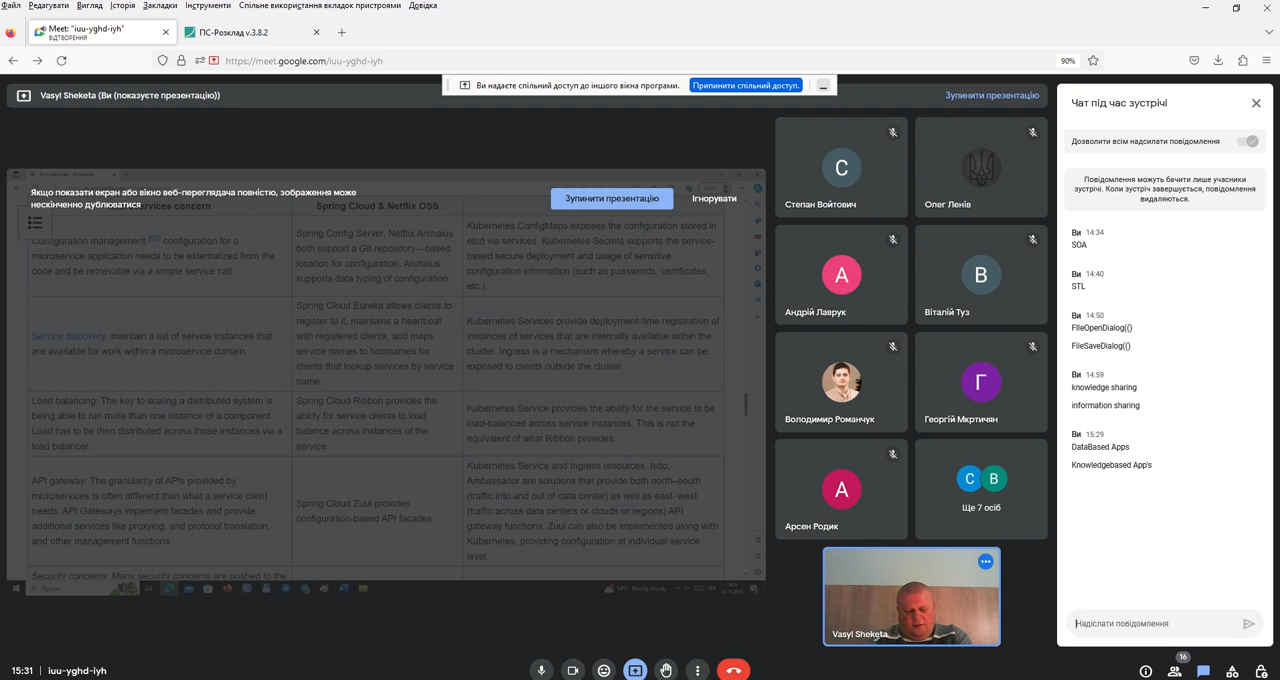 Файл Редагувати Вигляд Історія Закладки Інструменти Спільне використання вкладок пристроями Довідка
Meet: "iuu-yghd-iyh"
ВІДТВОРЕННЯ
ПС-Розклад v.3.8.2
https://meet.google.com/iuu-yghd-iyh
90%
Ви надаєте спільний доступ до іншого вікна програми.
Припинити спільний доступ.
Vasyl Sheketa (Ви (показуєте презентацію))
Зупинити презентацію
Якщо показати екран або вікно веб-переглядача повністю, зображення може
нескінченно дублюватися
Зупинити презентацію
Ігнорувати
Spring Cloud & Netflix OSS
Configuration management: configuration for a
microservice application needs to be externalized from the
code and be retrievable via a simple service call.
Spring Config Server, Netflix Archaius
both support a Git-repository—based
location for configuration. Archaius
supports data typing of configuration.
Kubernetes ConfigMaps exposes the configuration stored in
etcd via services. Kubernetes Secrets supports the service-
based secure deployment and usage of sensitive
configuration information (such as passwords, certificates,
etc.).
Service discovery: maintain a list of service instances that
are available for work within a microservice domain.
Spring Cloud Eureka allows clients to
register to it, maintains a heartbeat
with registered clients, and maps
service names to hostnames for
clients that lookup services by service
name.
Kubernetes Services provide deployment-time registration of
instances of services that are internally available within the
cluster. Ingress is a mechanism whereby a service can be
exposed to clients outside the cluster.
Load balancing: The key to scaling a distributed system is
being able to run more than one instance of a component.
Load has to be then distributed across those instances via a
load balancer.
Spring Cloud Ribbon provides the
ability for service clients to load
balance across instances of the
service.
Kubernetes Service provides the ability for the service to be
load-balanced across service instances. This is not the
equivalent of what Ribbon provides.
API gateway: The granularity of APIs provided by
microservices is often different than what a service client
needs. API Gateways implement facades and provide
additional services like proxying, and protocol translation,
and other management functions.
Spring Cloud Zuul provides
configuration-based API facades
Kubernetes Service and Ingress resources, Istio,
Ambassador are solutions that provide both north–south
(traffic into and out of data center) as well as east–west
(traffic across data centers or clouds or regions) API
gateway functions. Zuul can also be implemented along with
Kubernetes, providing configuration at individual service
level.
Security concerns: Many security concerns are pushed to the
С
Степан Войтович
Олег Ленів
А
Андрій Лаврук
В
Віталій Туз
Володимир Романчук
Г
Георгій Мкртичян
А
Арсен Родик
С В
Ще 7 осіб
Vasyl Sheketa
Чат під час зустрічі
Дозволити всім надсилати повідомлення
Повідомлення можуть бачити лише учасники
зустрічі. Коли зустріч завершується, повідомлення
видаляються.
Ви 14:34
SOA
Ви 14:40
STL
Ви 14:50
FIleOpenDialog(()
FileSaveDialog(()
Ви 14:59
knowledge sharing
information sharing
Ви 15:29
DataBased Apps
Knowledgebased App's
Надіслати повідомлення
15:31 | iuu-yghd-iyh
16